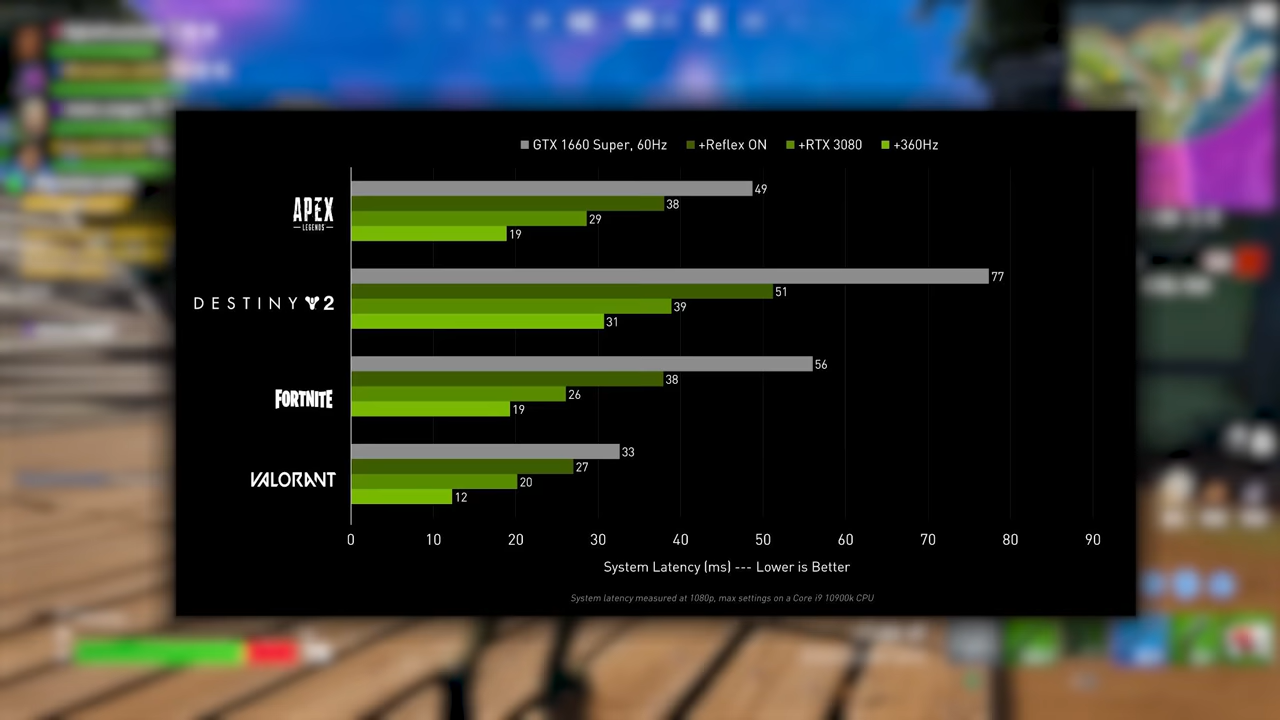 GTX 1660 Super, 60Hz +Reflex ON +RTX 3080 +360Hz
APEX
LEGENDS
49
38
29
19
DESTINY 2
77
51
39
31
FORTNITE
56
38
26
19
VALORANT
33
27
20
12
0 10 20 30 40 50 60 70 80 90
System Latency (ms) --- Lower is Better
System latency measured at 1080p, max settings on a Core i9 10900k CPU